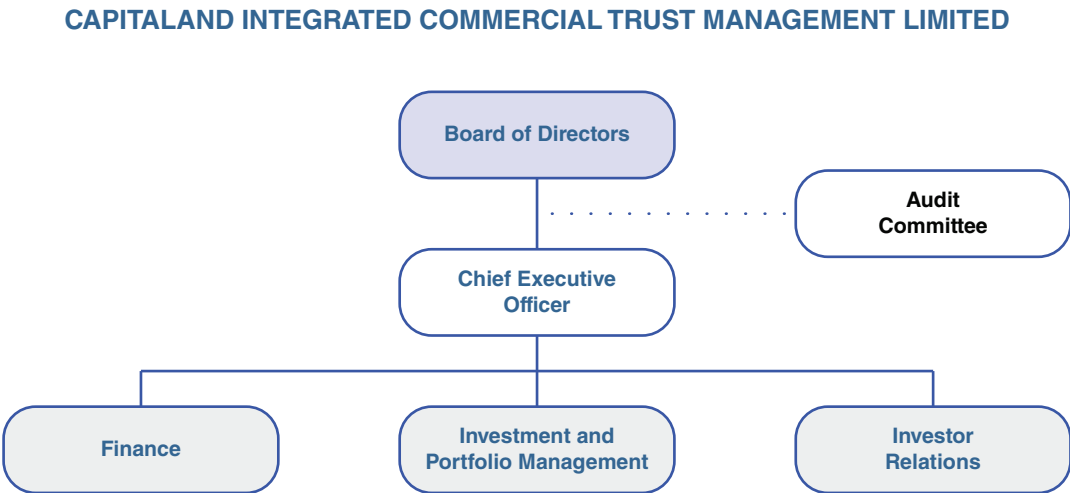 CAPITALAND INTEGRATED COMMERCIAL TRUST MANAGEMENT LIMITED
Board of Directors
Audit
Committee
Chief Executive
Officer
Finance
Investment and
Portfolio Management
Investor
Relations